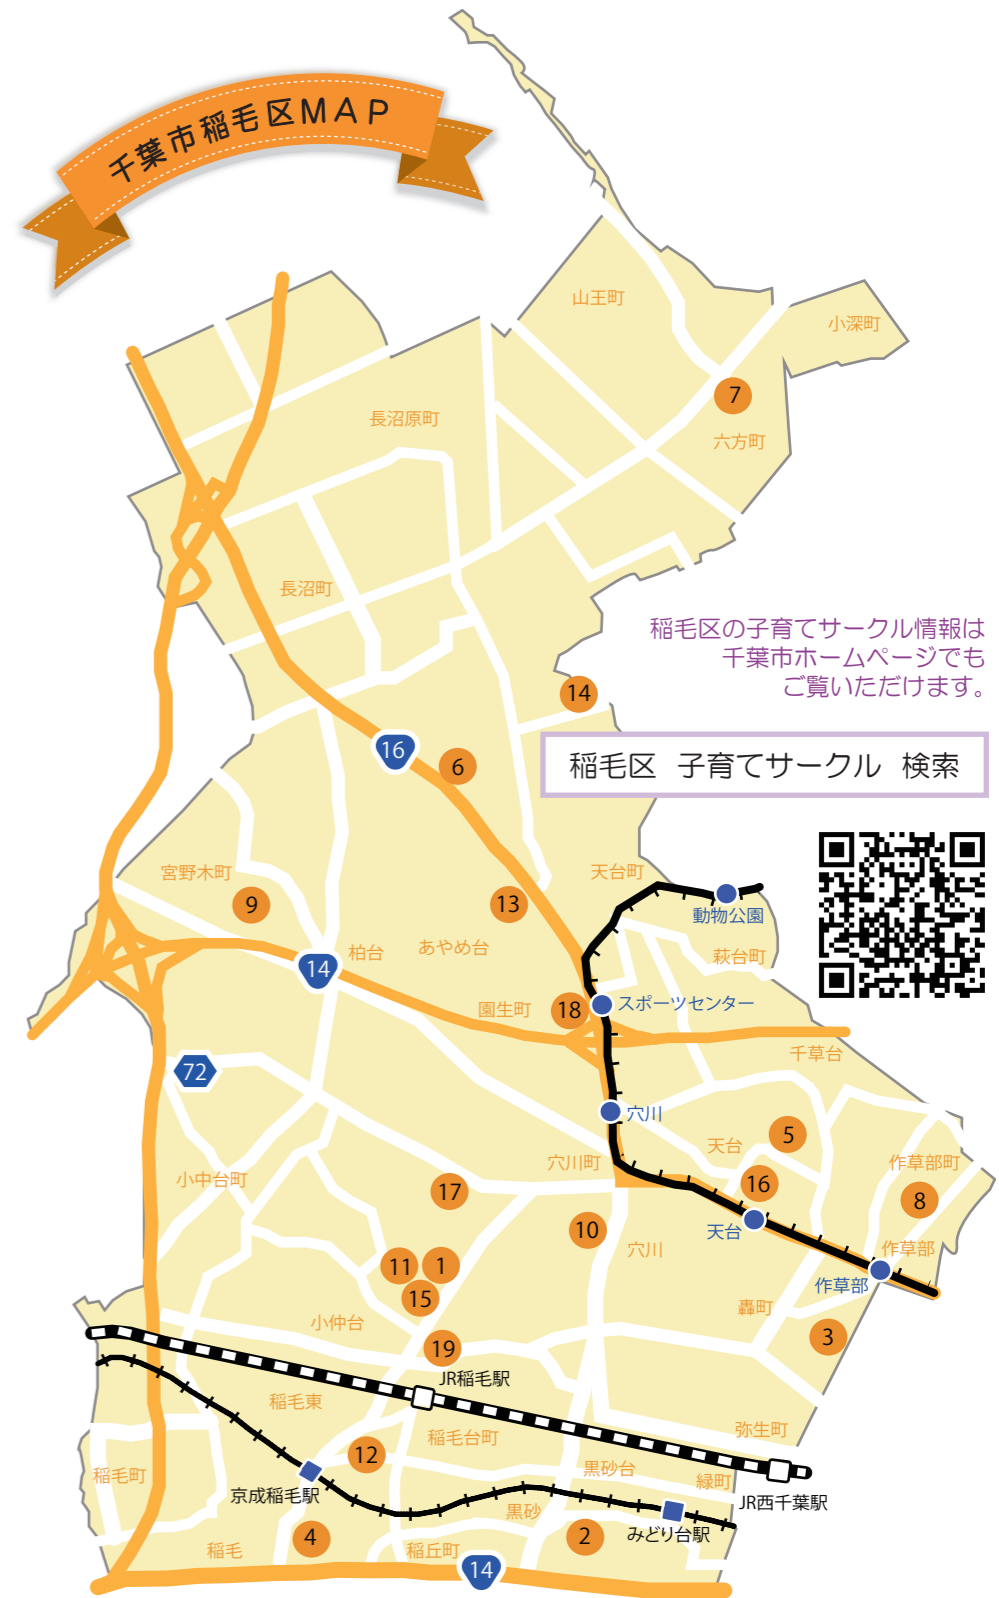 千葉市稲毛区MAP
山王町
小深町
7
六方町
長沼原町
長沼町
稲毛区の子育てサークル情報は
千葉市ホームページでも
ご覧いただけます。
14
稲毛区 子育てサークル 検索
16
6
天台町
宮野木町
9
13
動物公園
あやめ台
柏台
萩台町
14
園生町
18
スポーツセンター
千草台
72
穴川
天台
5
穴川町
作草部町
小中台町
17
16
8
10
天台
穴川
作草部
11
1
作草部
15
轟町
小仲台
3
19
JR稲毛駅
稲毛東
弥生町
稲毛台町
12
黒砂台
稲毛町
緑町
京成稲毛駅
JR西千葉駅
黒砂
4
2
みどり台駅
稲毛
稲丘町
14